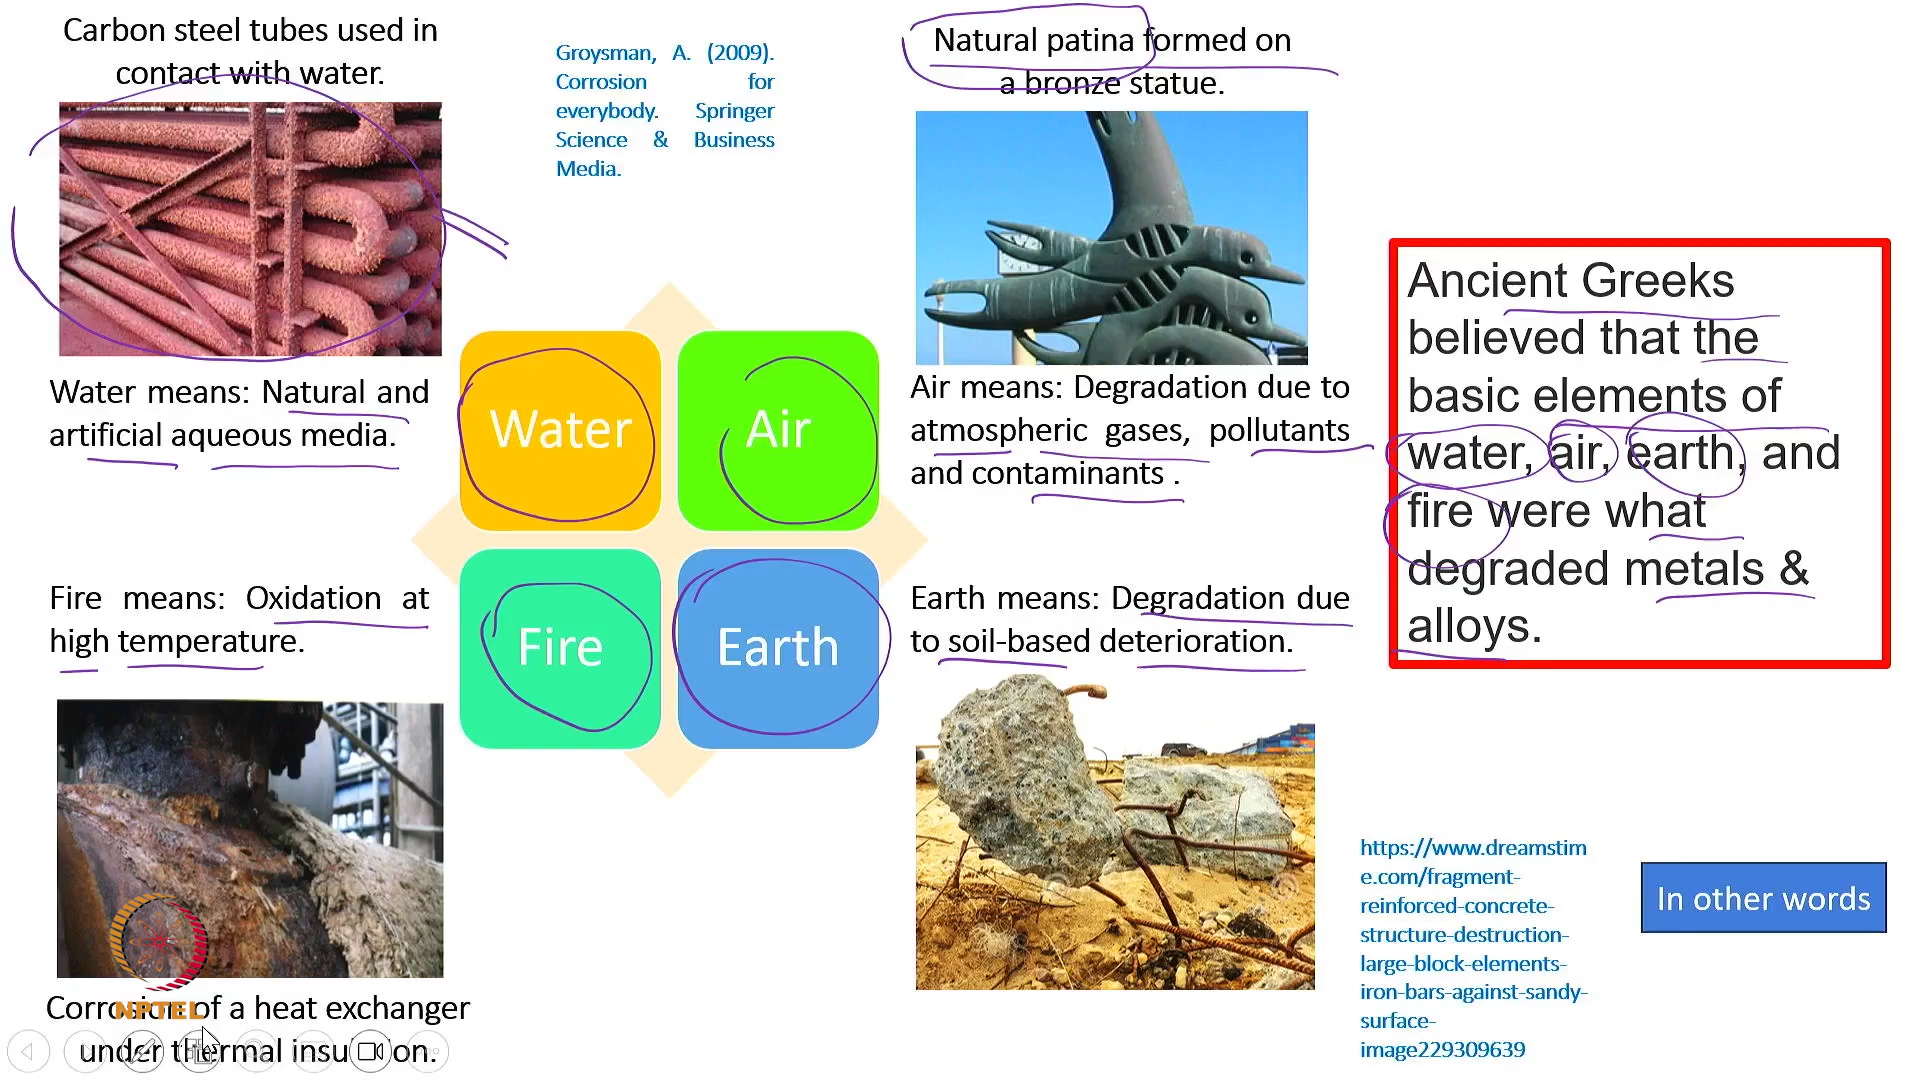 Carbon steel tubes used in
contact with water.
Groysman, A. (2009).
Corrosion for
everybody. Springer
Science & Business
Media.
Natural patina formed on
a bronze statue.
Water means: Natural and
artificial aqueous media.
Water
Air
Air means: Degradation due to
atmospheric gases, pollutants
and contaminants .
Ancient Greeks
believed that the
basic elements of
water, air, earth, and
fire were what
degraded metals &
alloys.
Fire means: Oxidation at
high temperature.
Fire
Earth
Earth means: Degradation due
to soil-based deterioration.
https://www.dreamstim
e.com/fragment-
reinforced-concrete-
structure-destruction-
large-block-elements-
iron-bars-against-sandy-
surface-
image229309639
In other words
NPTEL
Corrosion of a heat exchanger
under thermal insulation.